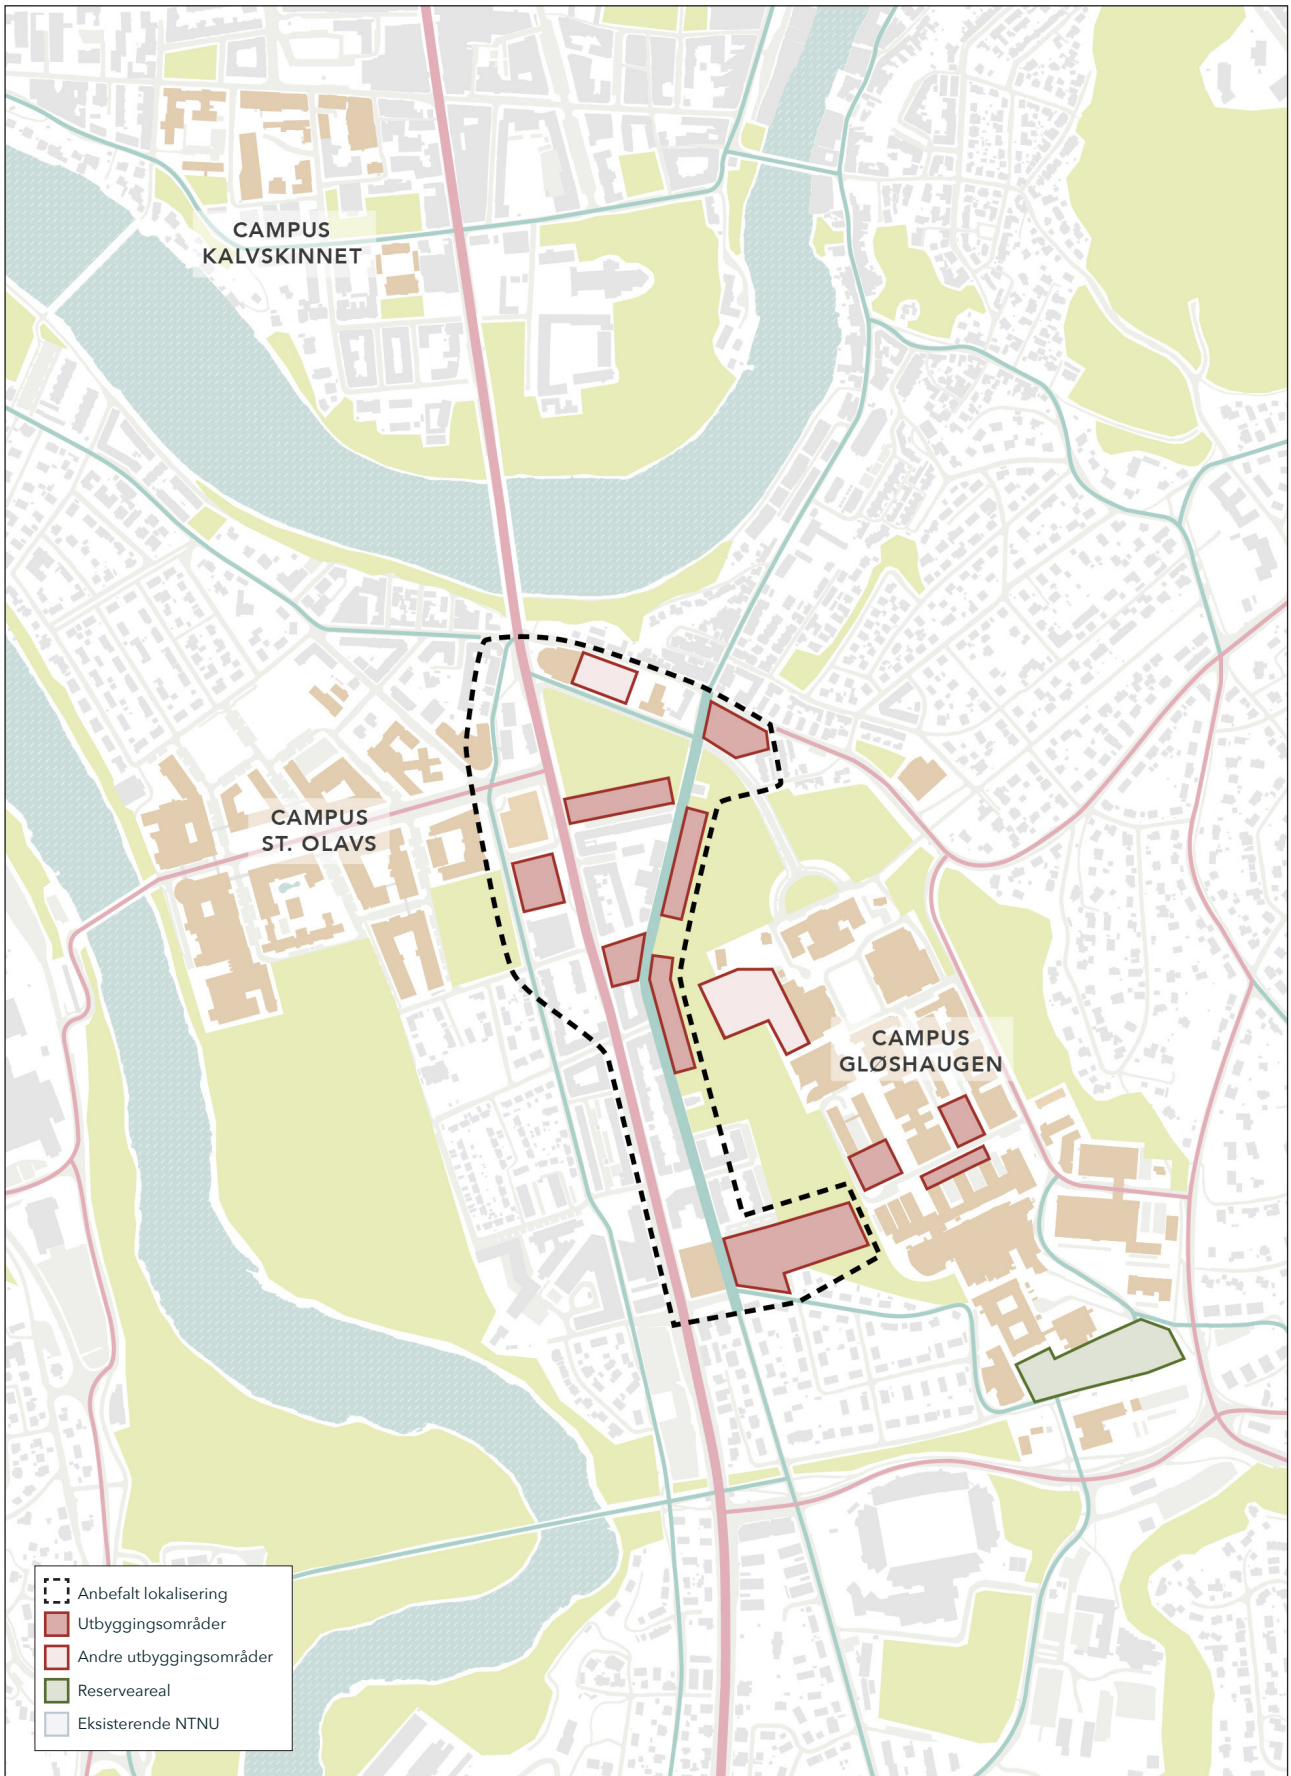 CAMPUS
KALVSKINNET
CAMPUS
ST. OLAVS
CAMPUS
GLØSHAUGEN
Anbefalt lokalisering
Utbyggingsområder
Andre utbyggingsområder
Reserveareal
Eksisterende NTNU